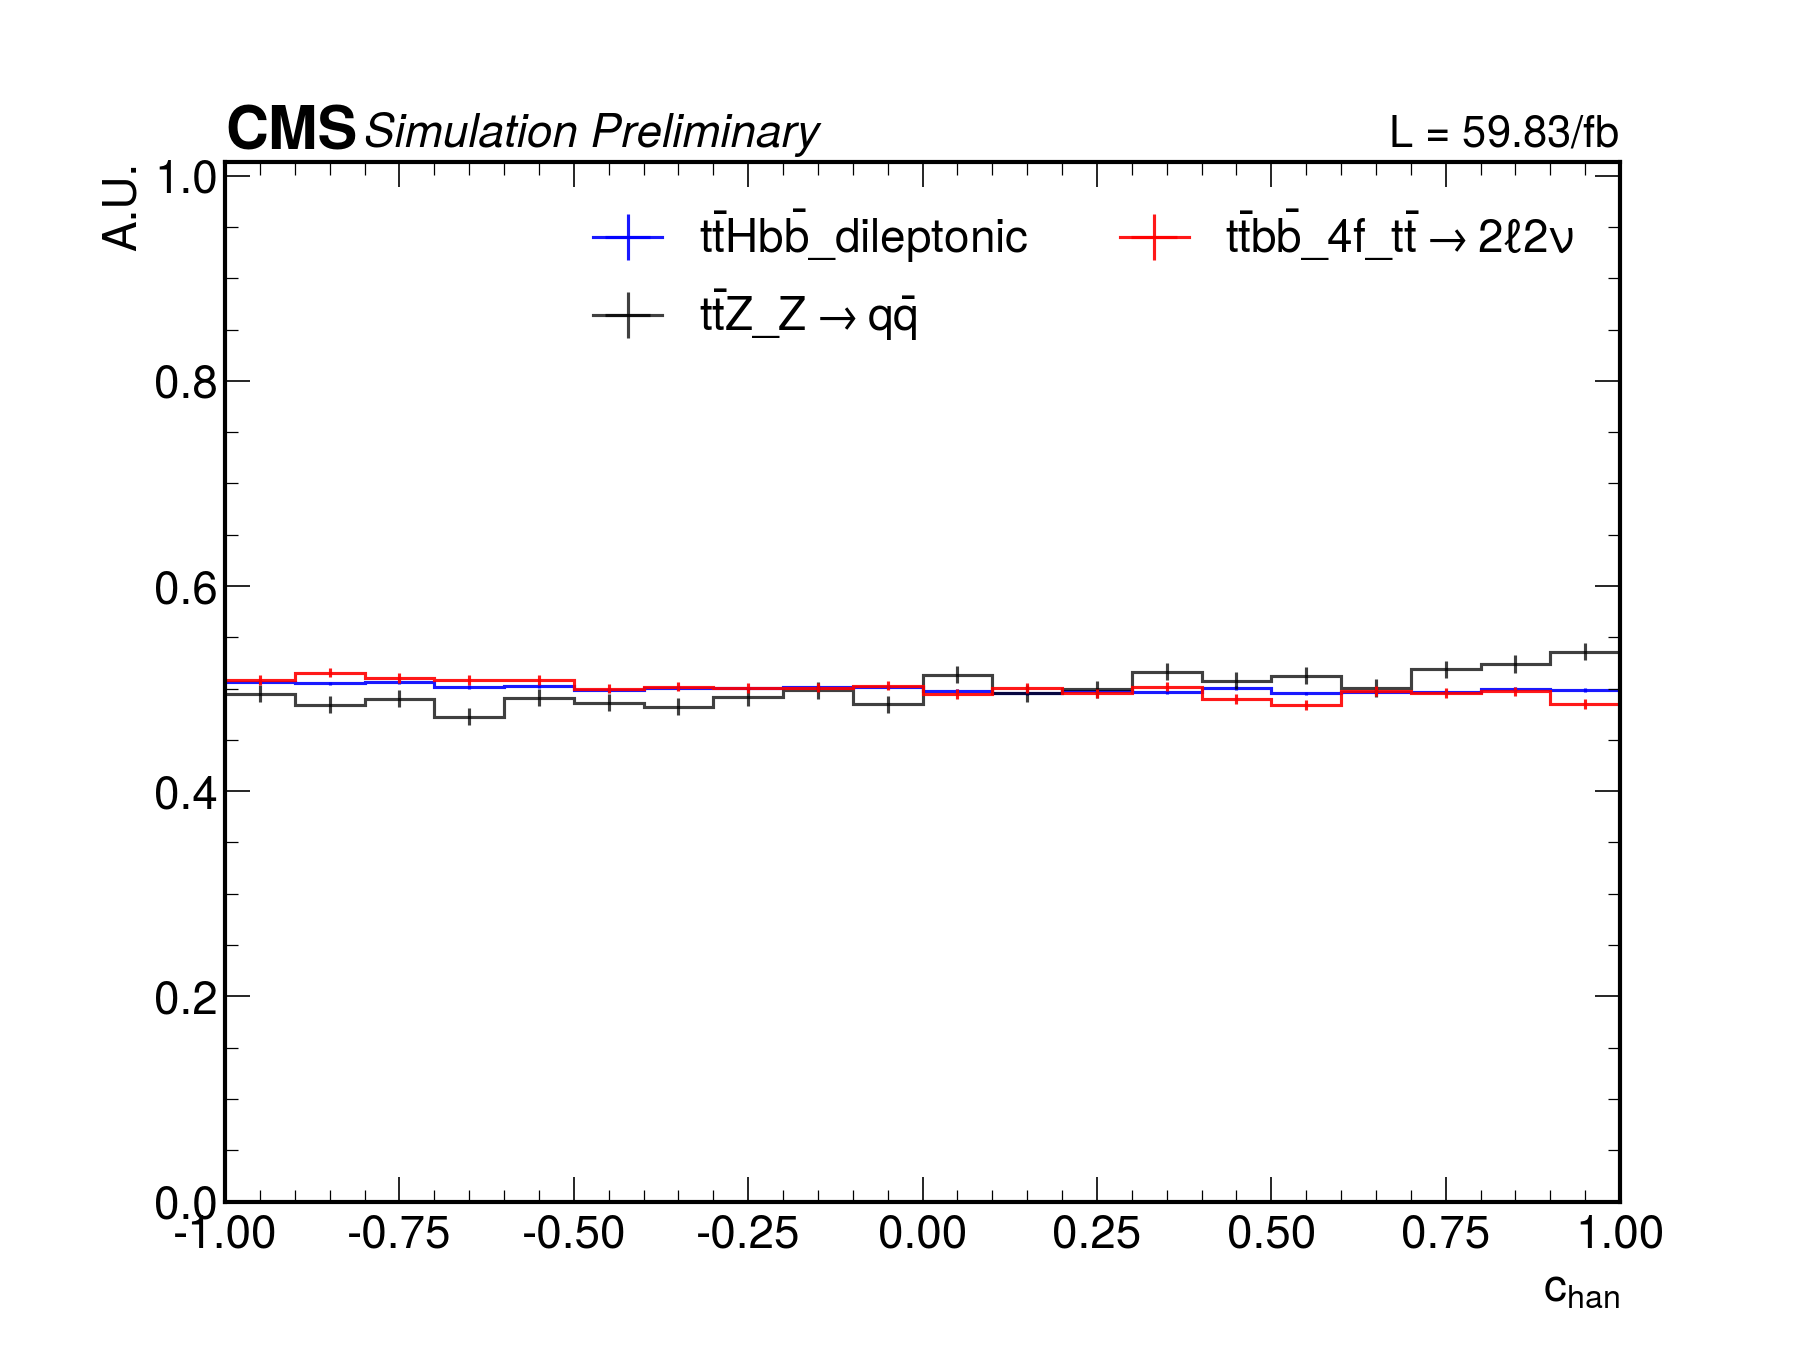 CMS Simulation Preliminary L = 59.83/fb
A.U.
tt̄Hbb̄_dileptonic tt̄bb̄_4f_tt̄ → 2ℓ2ν
tt̄Z_Z → qq̄
1.0
0.8
0.6
0.4
0.2
0.0
-1.00 -0.75 -0.50 -0.25 0.00 0.25 0.50 0.75 1.00
c_han